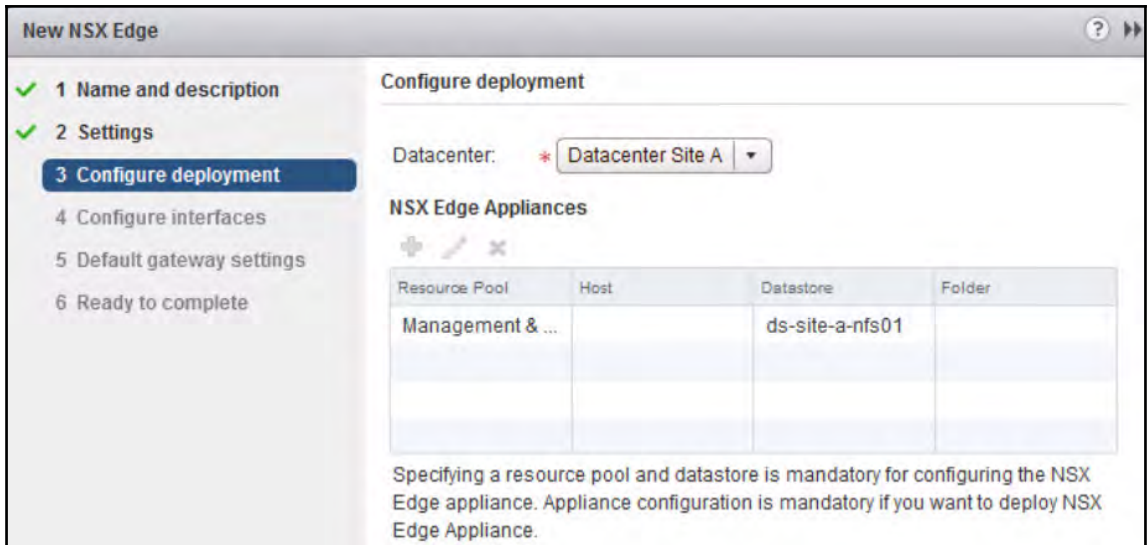 New NSX Edge
?
1 Name and description
2 Settings
3 Configure deployment
4 Configure interfaces
5 Default gateway settings
6 Ready to complete
Configure deployment
Datacenter: * Datacenter Site A
NSX Edge Appliances
Resource Pool Host Datastore Folder
Management & ... ds-site-a-nfs01
Specifying a resource pool and datastore is mandatory for configuring the NSX
Edge appliance. Appliance configuration is mandatory if you want to deploy NSX
Edge Appliance.